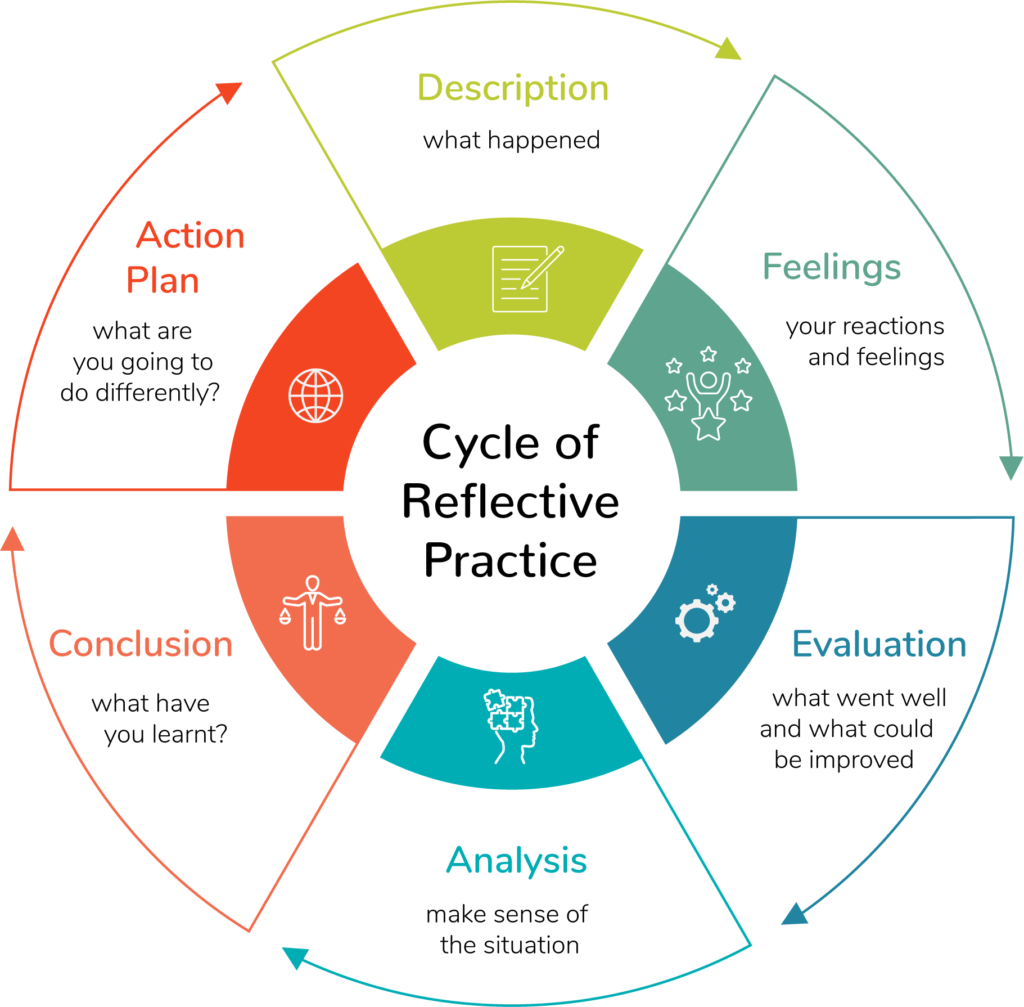 Description
what happened
Feelings
your reactions
and feelings
Evaluation
what went well
and what could
be improved
Analysis
make sense of
the situation
Conclusion
what have
you learnt?
Action
Plan
what are
you going to
do differently?
Cycle of
Reflective
Practice